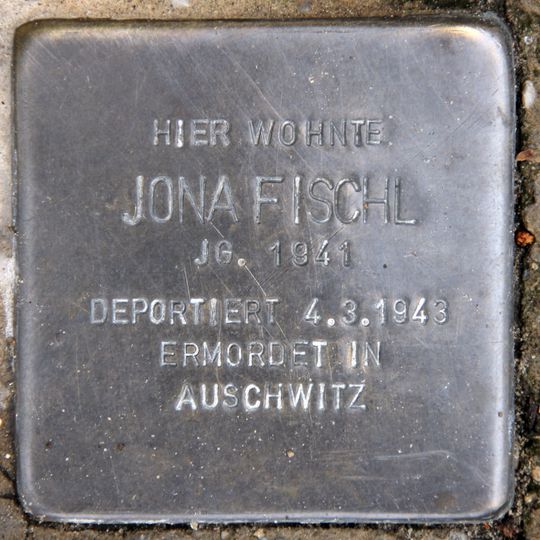 HIER WOHNTE
JONA FISCHL
JG. 1941
DEPORTIERT 4.3.1943
ERMORDET IN
AUSCHWITZ